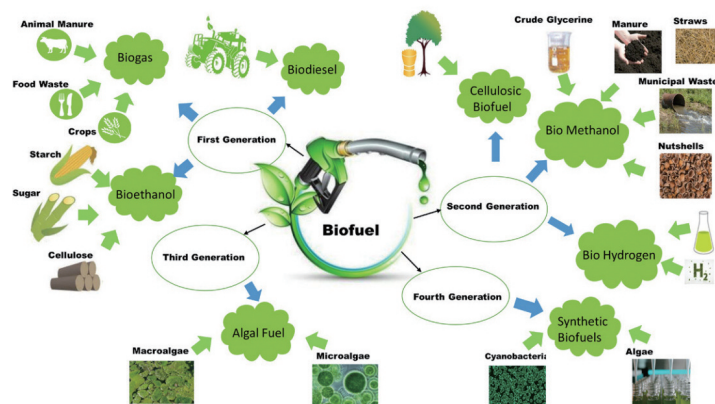 Animal Manure
Biogas
Food Waste
Crops
Biodiesel
First Generation
Starch
Bioethanol
Sugar
Cellulose
Third Generation
Biofuel
Algal Fuel
Macroalgae
Microalgae
Cellulosic
Biofuel
Crude Glycerine
Manure
Straws
Municipal Waste
Bio Methanol
Nutshells
Second Generation
Bio Hydrogen
H2
Fourth Generation
Synthetic
Biofuels
Cyanobacteria
Algae